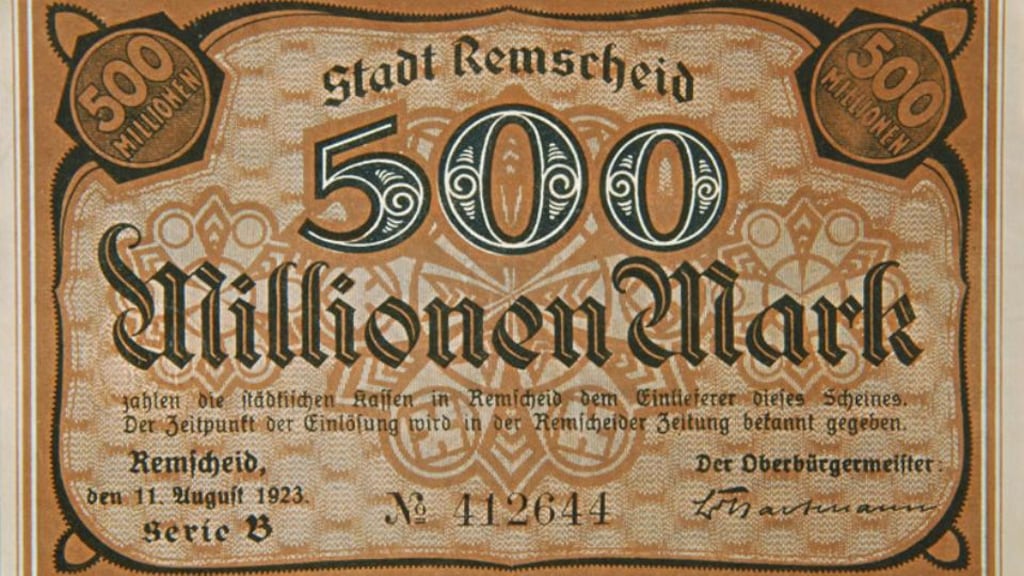 500 MILLIONEN
500 MILLIONEN
Stadt Remscheid
500
Millionen Mark
zahlen die städtischen Kassen in Remscheid dem Einlieferer dieses Scheines.
Der Zeitpunkt der Einlösung wird in der Remscheider Zeitung bekannt gegeben.
Remscheid,
den 11. August 1923.
Serie B
№ 412644
Der Oberbürgermeister:
Hartmann